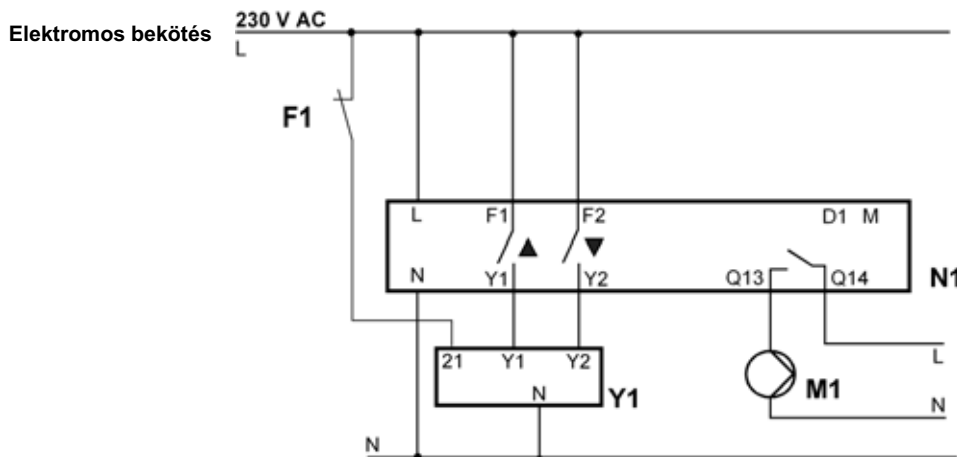 230 V AC
Elektromos bekötés
L
F1
L F1 F2 D1 M
N Y1 Y2 Q13 Q14
N1
21 Y1 Y2
L
N
Y1
M1
N
N